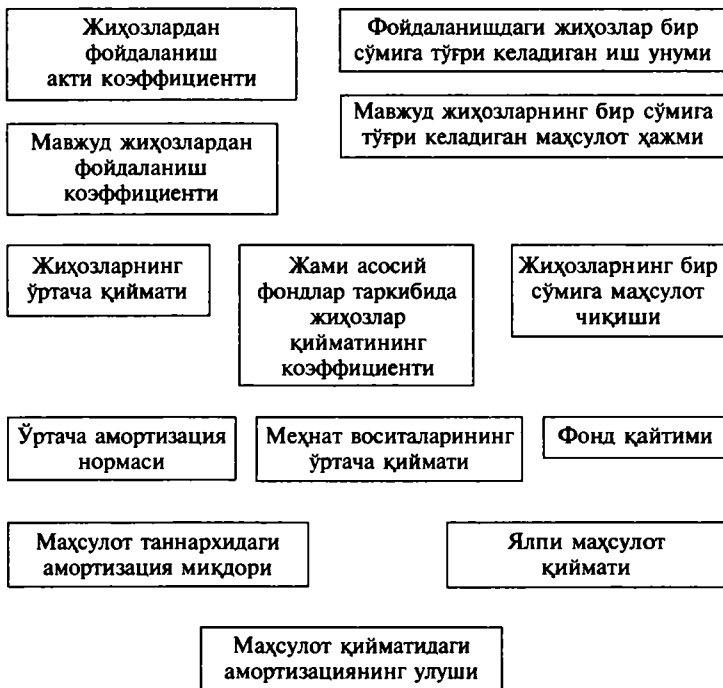 Жиҳозлардан
фойдаланиш
акти коэффициенти
Фойдаланишдаги жиҳозлар бир
сўмига тўғри келадиган иш унуми
Мавжуд жиҳозлардан
фойдаланиш
коэффициенти
Мавжуд жиҳозларнинг бир сўмига
тўғри келадиган маҳсулот ҳажми
Жиҳозларнинг
ўртача қиймати
Жами асосий
фондлар таркибида
жиҳозлар
қийматининг
коэффициенти
Жиҳозларнинг бир
сўмига маҳсулот
чиқиши
Ўртача амортизация
нормаси
Меҳнат воситаларининг
ўртача қиймати
Фонд қайтими
Маҳсулот таннархидаги
амортизация миқдори
Ялпи маҳсулот
қиймати
Маҳсулот қийматидаги
амортизациянинг улуши